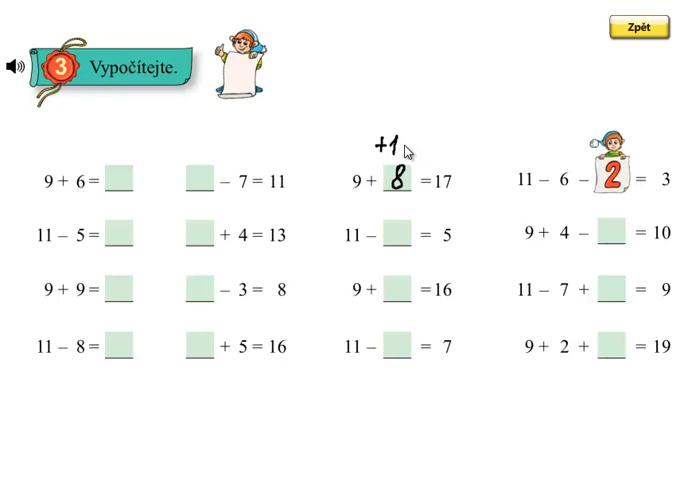 Zpět
3 Vypočítejte.
+1
9 + 6 = – 7 = 11 9 + 8 = 17 11 – 6 – 2 = 3
11 – 5 = + 4 = 13 11 – = 5 9 + 4 – = 10
9 + 9 = – 3 = 8 9 + = 16 11 – 7 + = 9
11 – 8 = + 5 = 16 11 – = 7 9 + 2 + = 19